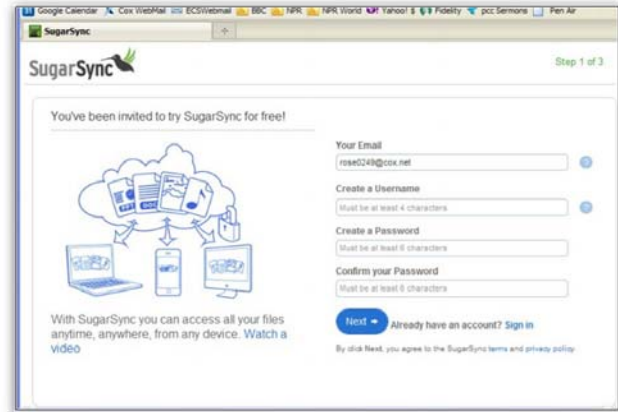 Google Calendar Cox WebMail ECSWebmail BBC NPR NPR World Yahoo! $ Fidelity pcc Sermons Pen Air
SugarSync
SugarSync
Step 1 of 3
You've been invited to try SugarSync for free!
Your Email
rose0249@cox.net
Create a Username
Must be at least 4 characters
Create a Password
Must be at least 6 characters
Confirm your Password
Must be at least 6 characters
PPT
DOC
With SugarSync you can access all your files
anytime, anywhere, from any device. Watch a
video
Next
Already have an account? Sign in
By click Next, you agree to the SugarSync terms and privacy policy